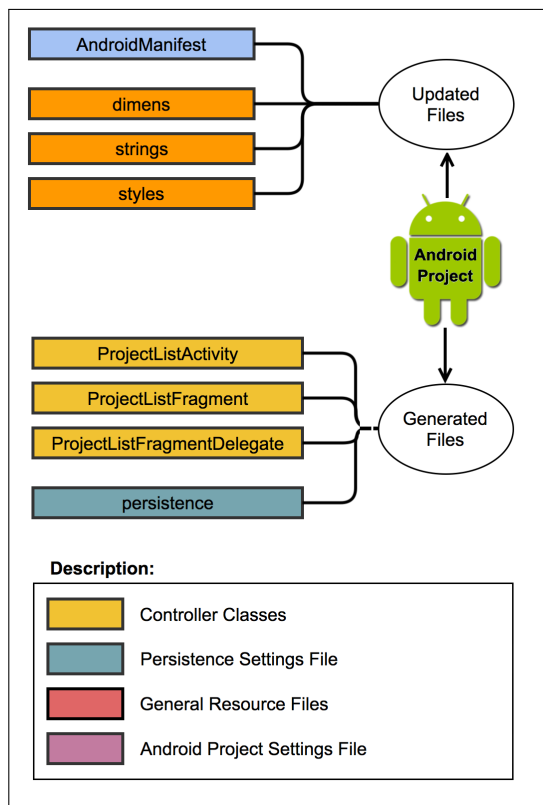 AndroidManifest
dimens
strings
styles
Updated
Files
Android
Project
ProjectListActivity
ProjectListFragment
ProjectListFragmentDelegate
persistence
Generated
Files
Description:
Controller Classes
Persistence Settings File
General Resource Files
Android Project Settings File